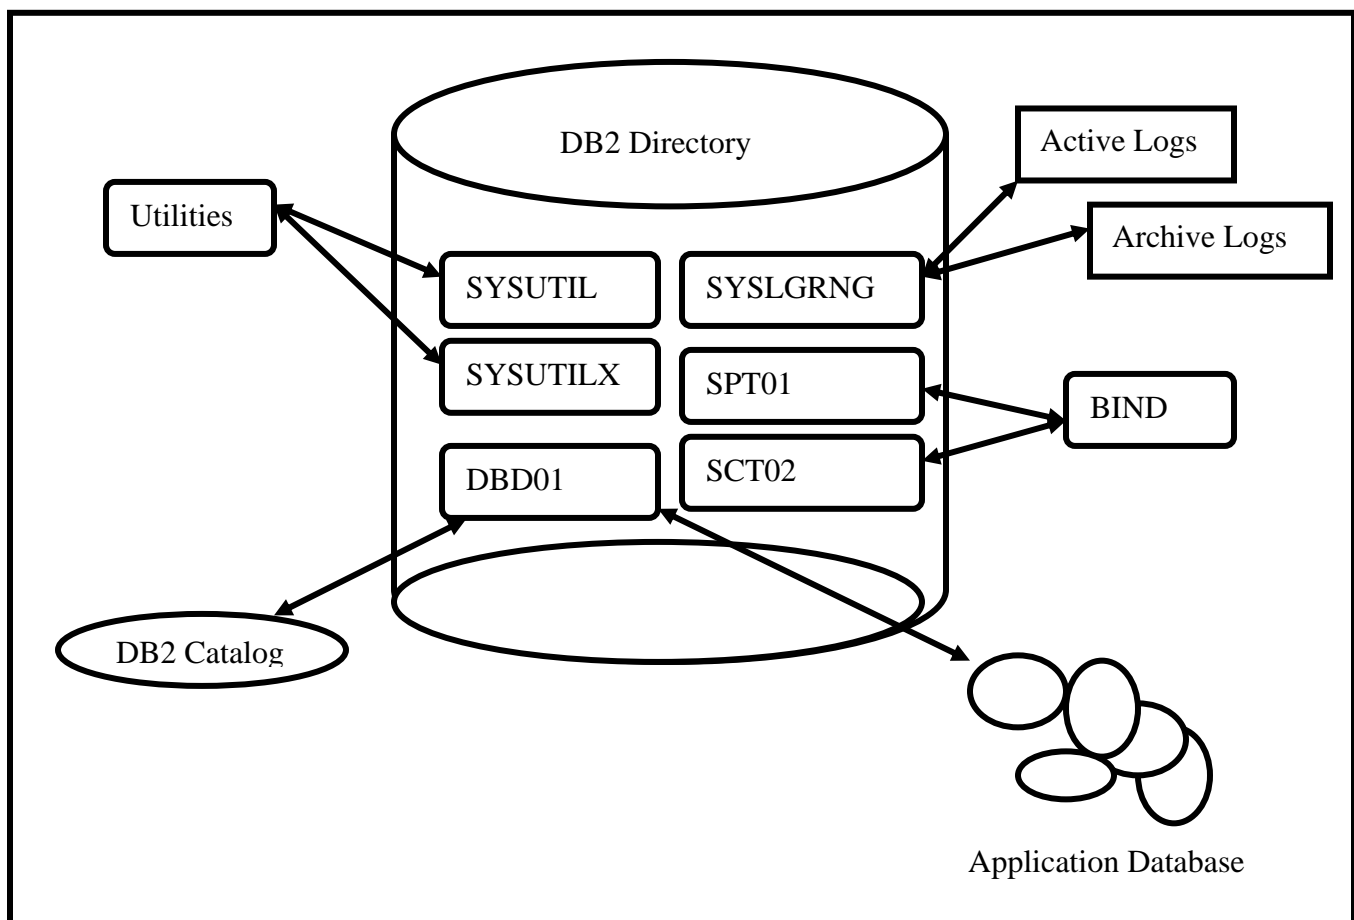 DB2 Directory
Active Logs
Utilities
Archive Logs
SYSUTIL
SYSLGRNG
SYSUTILX
SPT01
BIND
DBD01
SCT02
DB2 Catalog
Application Database